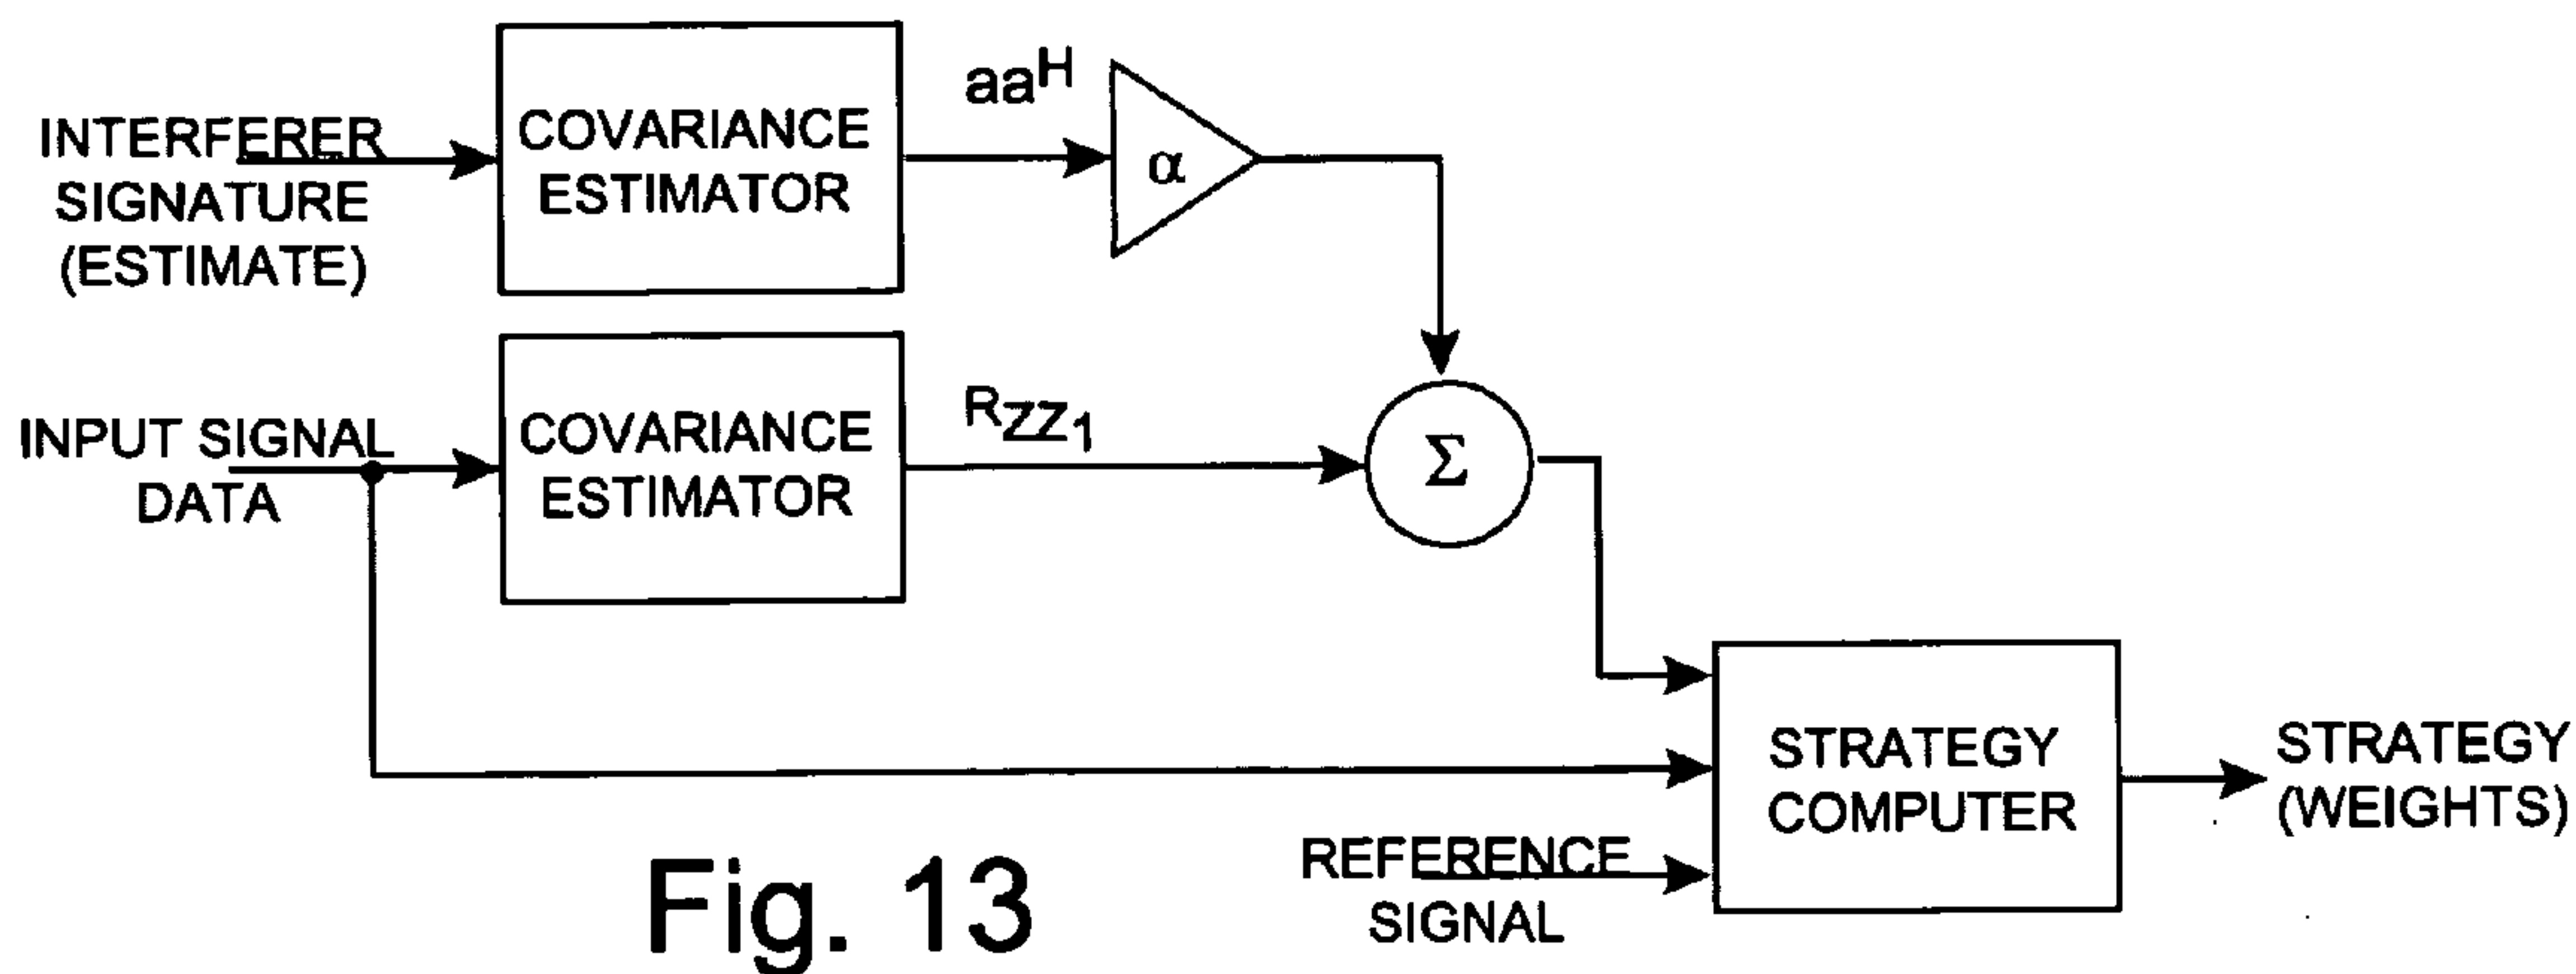 INTERFERER
SIGNATURE
(ESTIMATE)
COVARIANCE
ESTIMATOR
aa^H
α
INPUT SIGNAL
DATA
COVARIANCE
ESTIMATOR
R_ZZ_1
Σ
REFERENCE
SIGNAL
STRATEGY
COMPUTER
STRATEGY
(WEIGHTS)
Fig. 13